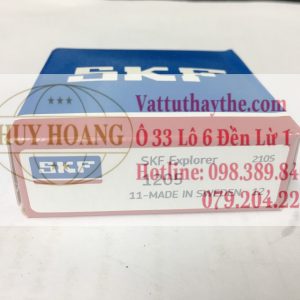 SKF
Vattuthaythe.com
HUY HOANG
Ô 33 Lô 6 Đền Lừ 1
SKF
SKF Explorer
2105
1205
Hotline: 098.389.84
11-MADE IN SWEDEN 12
079.204.22